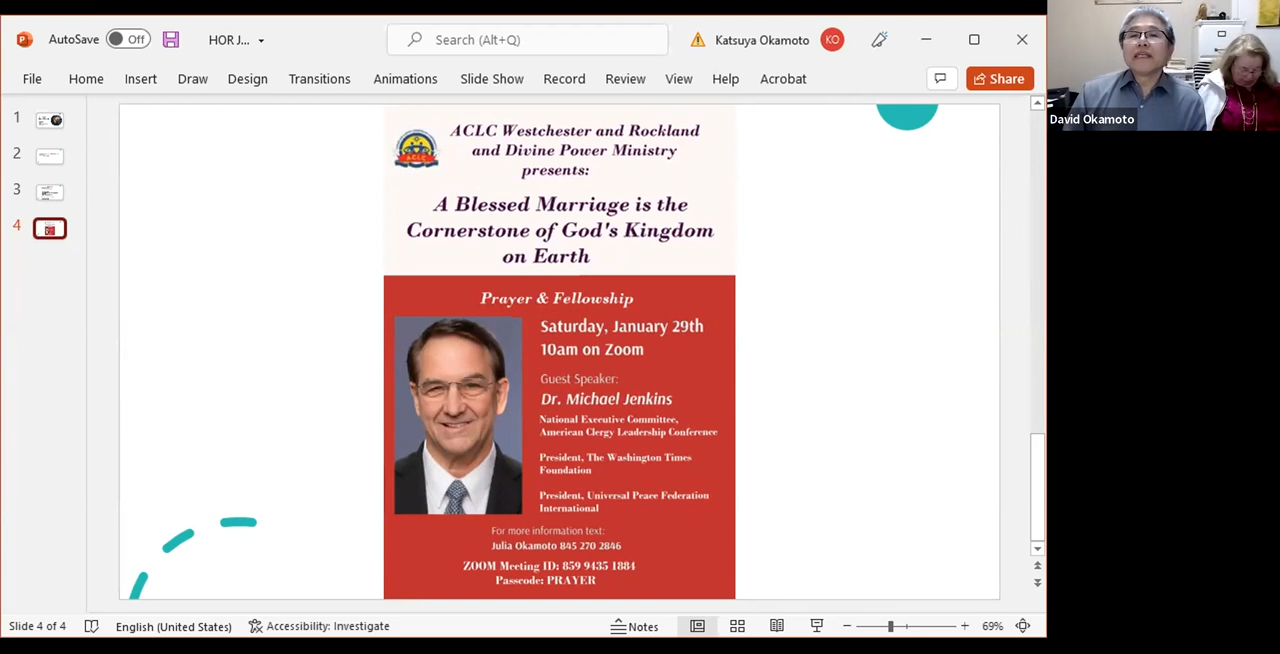 AutoSave
Off
HOR J...
Search (Alt+Q)
Katsuya Okamoto
KO
File
Home
Insert
Draw
Design
Transitions
Animations
Slide Show
Record
Review
View
Help
Acrobat
Share
David Okamoto
1
2
3
4
ACLC
ACLC Westchester and Rockland
and Divine Power Ministry
presents:
A Blessed Marriage is the
Cornerstone of God's Kingdom
on Earth
Prayer & Fellowship
Saturday, January 29th
10am on Zoom
Guest Speaker:
Dr. Michael Jenkins
National Executive Committee,
American Clergy Leadership Conference
President, The Washington Times
Foundation
President, Universal Peace Federation
International
For more information text:
Julia Okamoto 845 270 2846
ZOOM Meeting ID: 859 9435 1884
Passcode: PRAYER
Slide 4 of 4
English (United States)
Accessibility: Investigate
Notes
69%